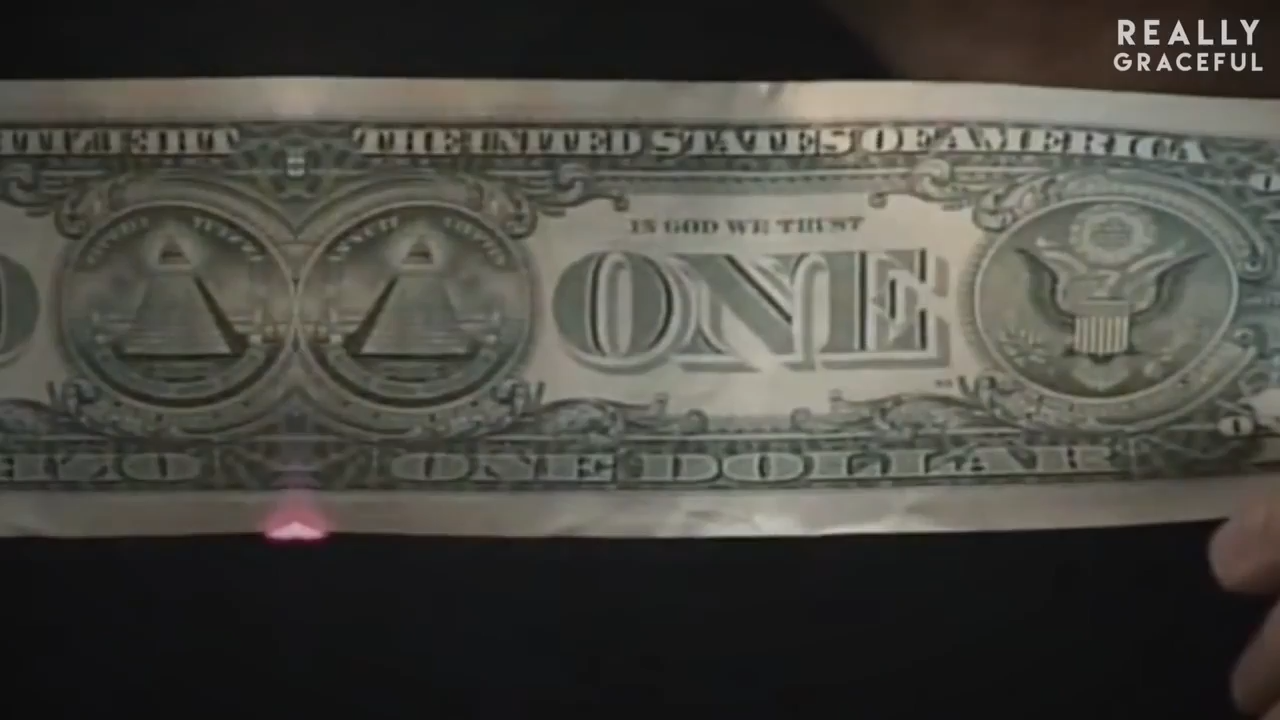 REALLY
GRACEFUL
THE UNITED STATES OF AMERICA
IN GOD WE TRUST
ONE
ONE DOLLAR